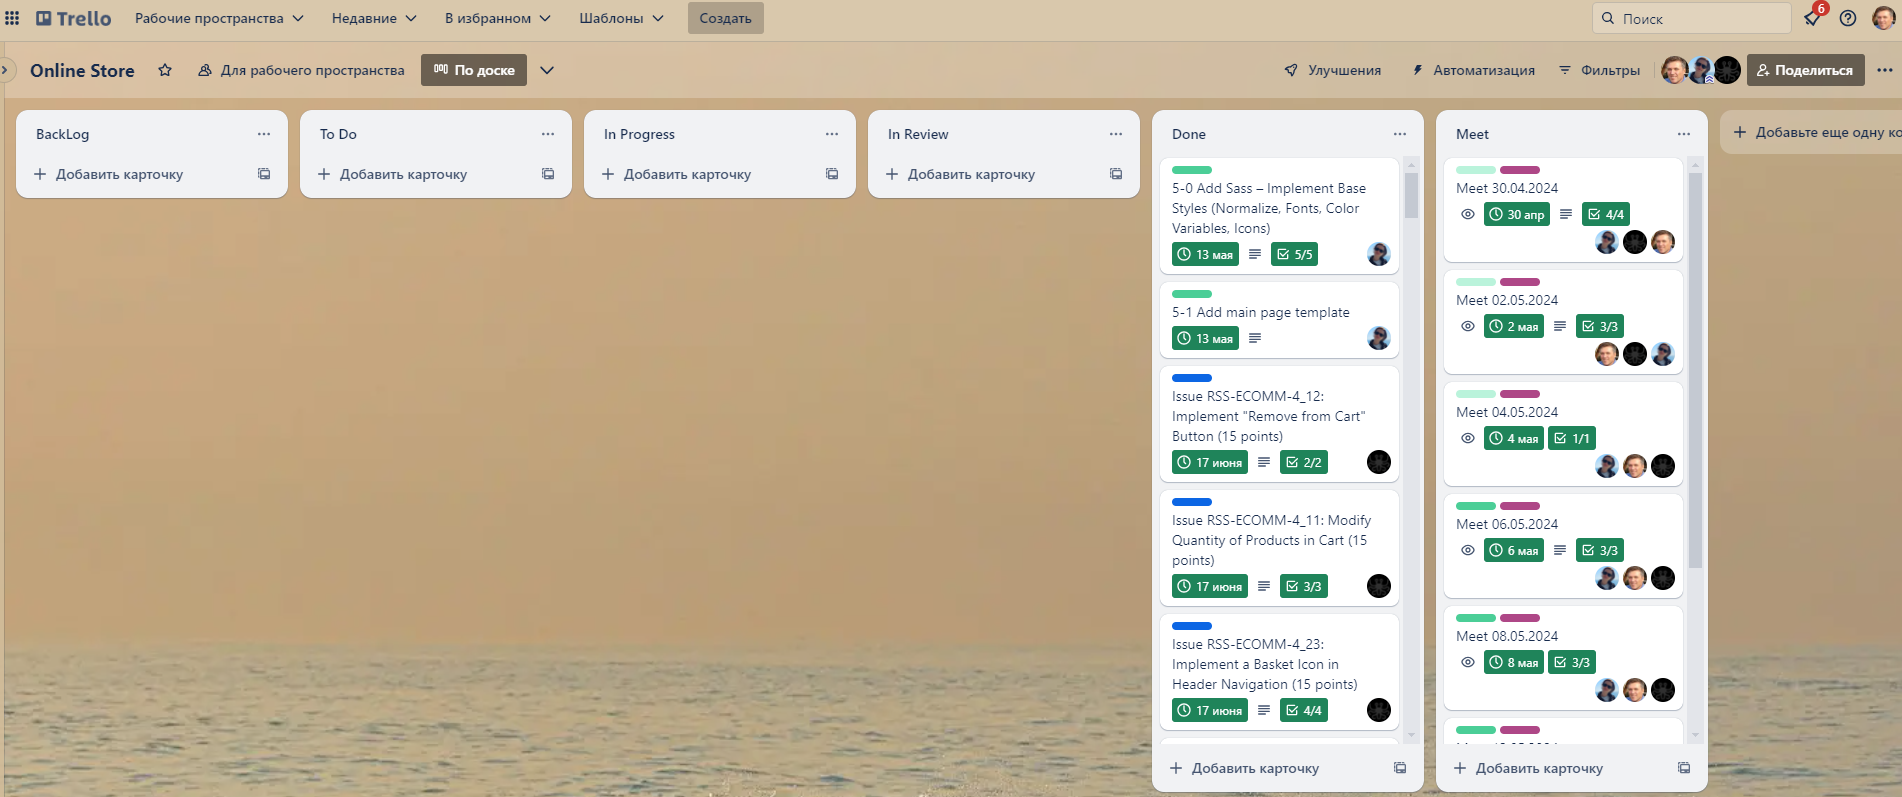 Trello
Рабочие пространства
Недавние
В избранном
Шаблоны
Создать
Поиск
6
Online Store
Для рабочего пространства
По доске
Улучшения
Автоматизация
Фильтры
Поделиться
BackLog
Добавить карточку
To Do
Добавить карточку
In Progress
Добавить карточку
In Review
Добавить карточку
Done
5-0 Add Sass – Implement Base
Styles (Normalize, Fonts, Color
Variables, Icons)
13 мая
5/5
5-1 Add main page template
13 мая
Issue RSS-ECOMM-4_12:
Implement "Remove from Cart"
Button (15 points)
17 июня
2/2
Issue RSS-ECOMM-4_11: Modify
Quantity of Products in Cart (15
points)
17 июня
3/3
Issue RSS-ECOMM-4_23:
Implement a Basket Icon in
Header Navigation (15 points)
17 июня
4/4
Добавить карточку
Meet
Meet 30.04.2024
30 апр
4/4
Meet 02.05.2024
2 мая
3/3
Meet 04.05.2024
4 мая
1/1
Meet 06.05.2024
6 мая
3/3
Meet 08.05.2024
8 мая
3/3
Добавить карточку
Добавьте еще одну ко